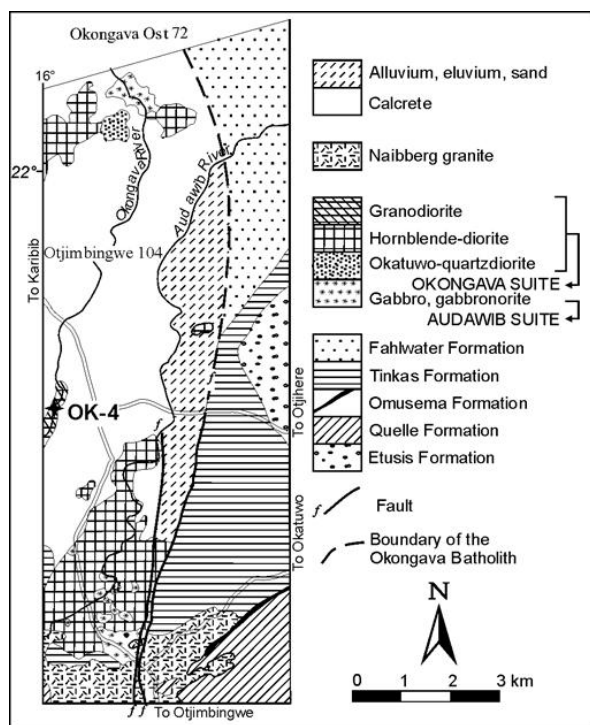 Okongava Ost 72
16°
22°
Okongava River
Aud awib River
Otjimbingwe 104
To Karibib
OK-4
To Otjihere
To Okatuwo
f
f f
To Otjimbingwe
Alluvium, eluvium, sand
Calcrete
Naibberg granite
Granodiorite
Hornblende-diorite
Okatuwo-quartzdiorite
OKONGAVA SUITE
Gabbro, gabbronorite
AUDAWIB SUITE
Fahlwater Formation
Tinkas Formation
Omusema Formation
Quelle Formation
Etusis Formation
f Fault
Boundary of the
Okongava Batholith
N
0 1 2 3 km